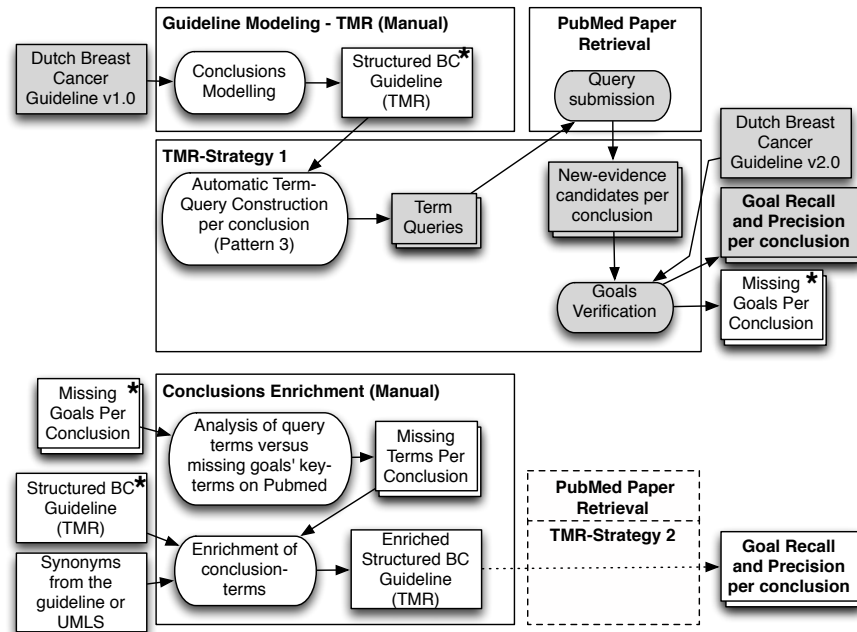 Guideline Modeling - TMR (Manual)
PubMed Paper
Retrieval
Dutch Breast
Cancer
Guideline v1.0
Conclusions
Modelling
Structured BC *
Guideline
(TMR)
Query
submission
TMR-Strategy 1
Automatic Term-
Query Construction
per conclusion
(Pattern 3)
Term
Queries
New-evidence
candidates per
conclusion
Goals
Verification
Dutch Breast
Cancer
Guideline v2.0
Goal Recall
and Precision
per conclusion
Missing *
Goals Per
Conclusion
Conclusions Enrichment (Manual)
Missing *
Goals Per
Conclusion
Analysis of query
terms versus
missing goals' key-
terms on Pubmed
Missing
Terms Per
Conclusion
Structured BC *
Guideline
(TMR)
Synonyms
from the
guideline or
UMLS
Enrichment of
conclusion-
terms
Enriched
Structured BC
Guideline
(TMR)
PubMed Paper
Retrieval
TMR-Strategy 2
Goal Recall
and Precision
per conclusion